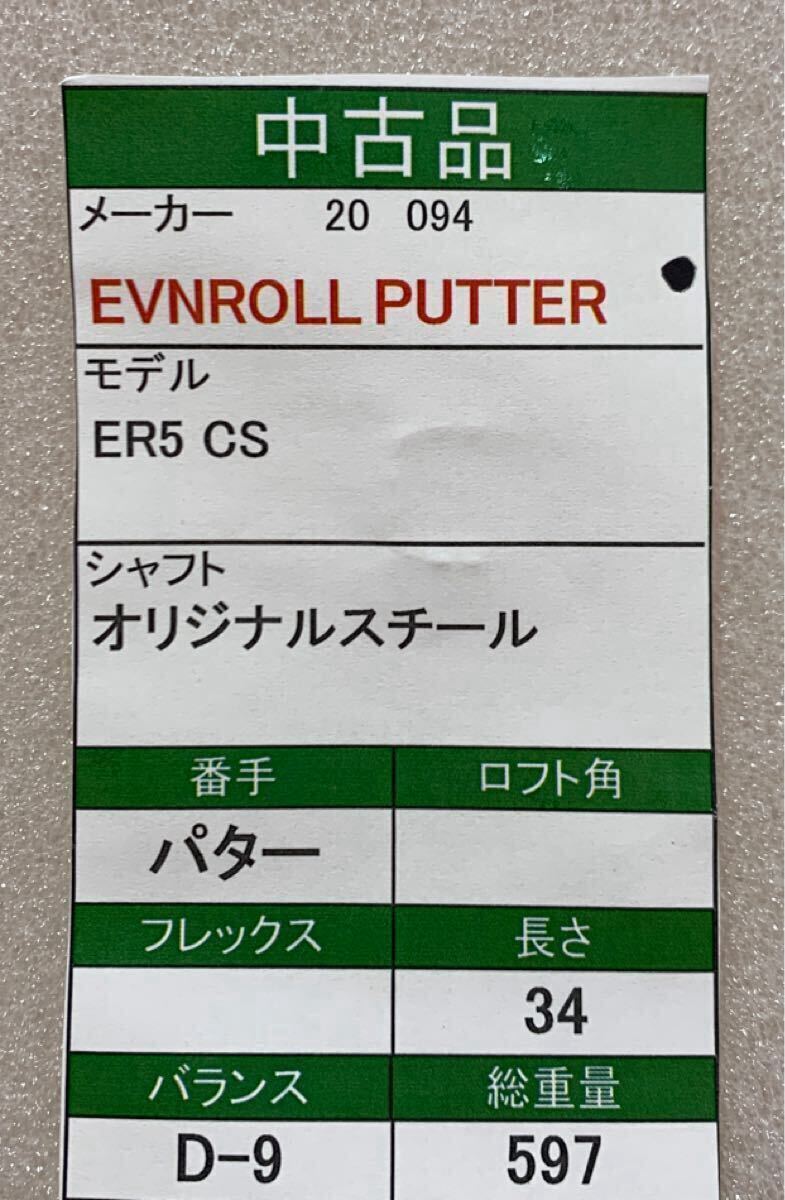 中古品
メーカー 20 094
EVNROLL PUTTER
モデル
ER5 CS
シャフト
オリジナルスチール
番手 ロフト角
パター
フレックス 長さ
34
バランス 総重量
D-9 597